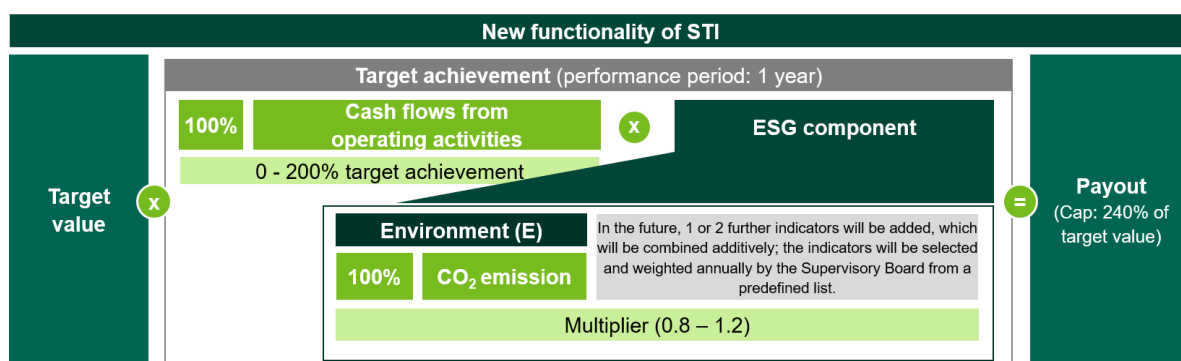 New functionality of STI
Target achievement (performance period: 1 year)
Target
value
x
100%
Cash flows from
operating activities
0 - 200% target achievement
x
ESG component
Environment (E)
100%
CO₂ emission
In the future, 1 or 2 further indicators will be added, which
will be combined additively; the indicators will be selected
and weighted annually by the Supervisory Board from a
predefined list.
Multiplier (0.8 – 1.2)
=
Payout
(Cap: 240% of
target value)